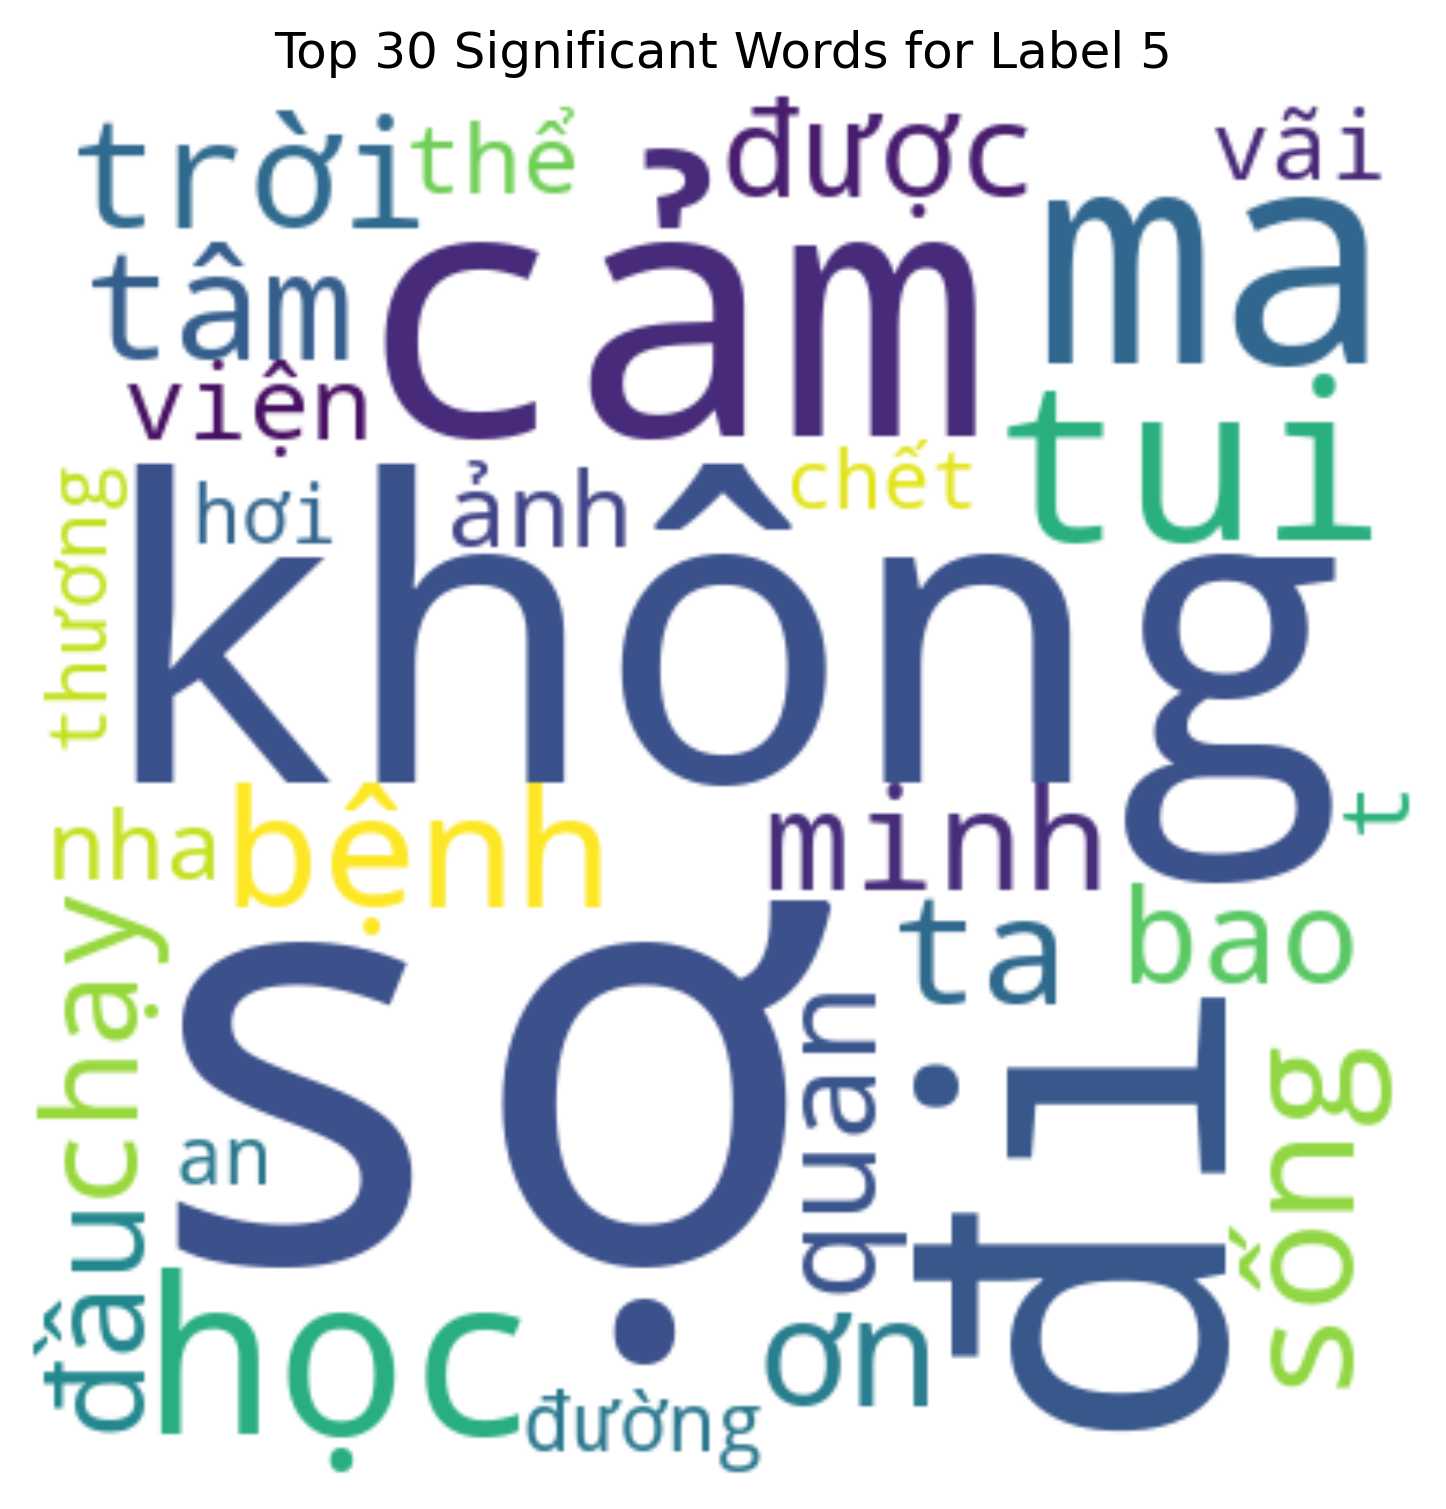 Top 30 Significant Words for Label 5
trời
thể
được
vãi
cảm
ma
tâm
viện
tui
chết
ảnh
hơi
thương
không
t
nha
bệnh
minh
ta
bao
chạy
sợ
quan
đi
sống
an
đầu
học
ơn
đường